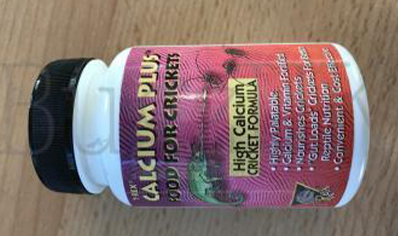 T-REX
CALCIUM PLUS
FOOD FOR CRICKETS
High Calcium
CRICKET FORMULA
• Highly Palatable
• Calcium & Vitamin Fortified
• Nourishes Crickets
• "Gut Loads" Crickets For Best
Reptile Nutrition
• Convenient & Cost Effective